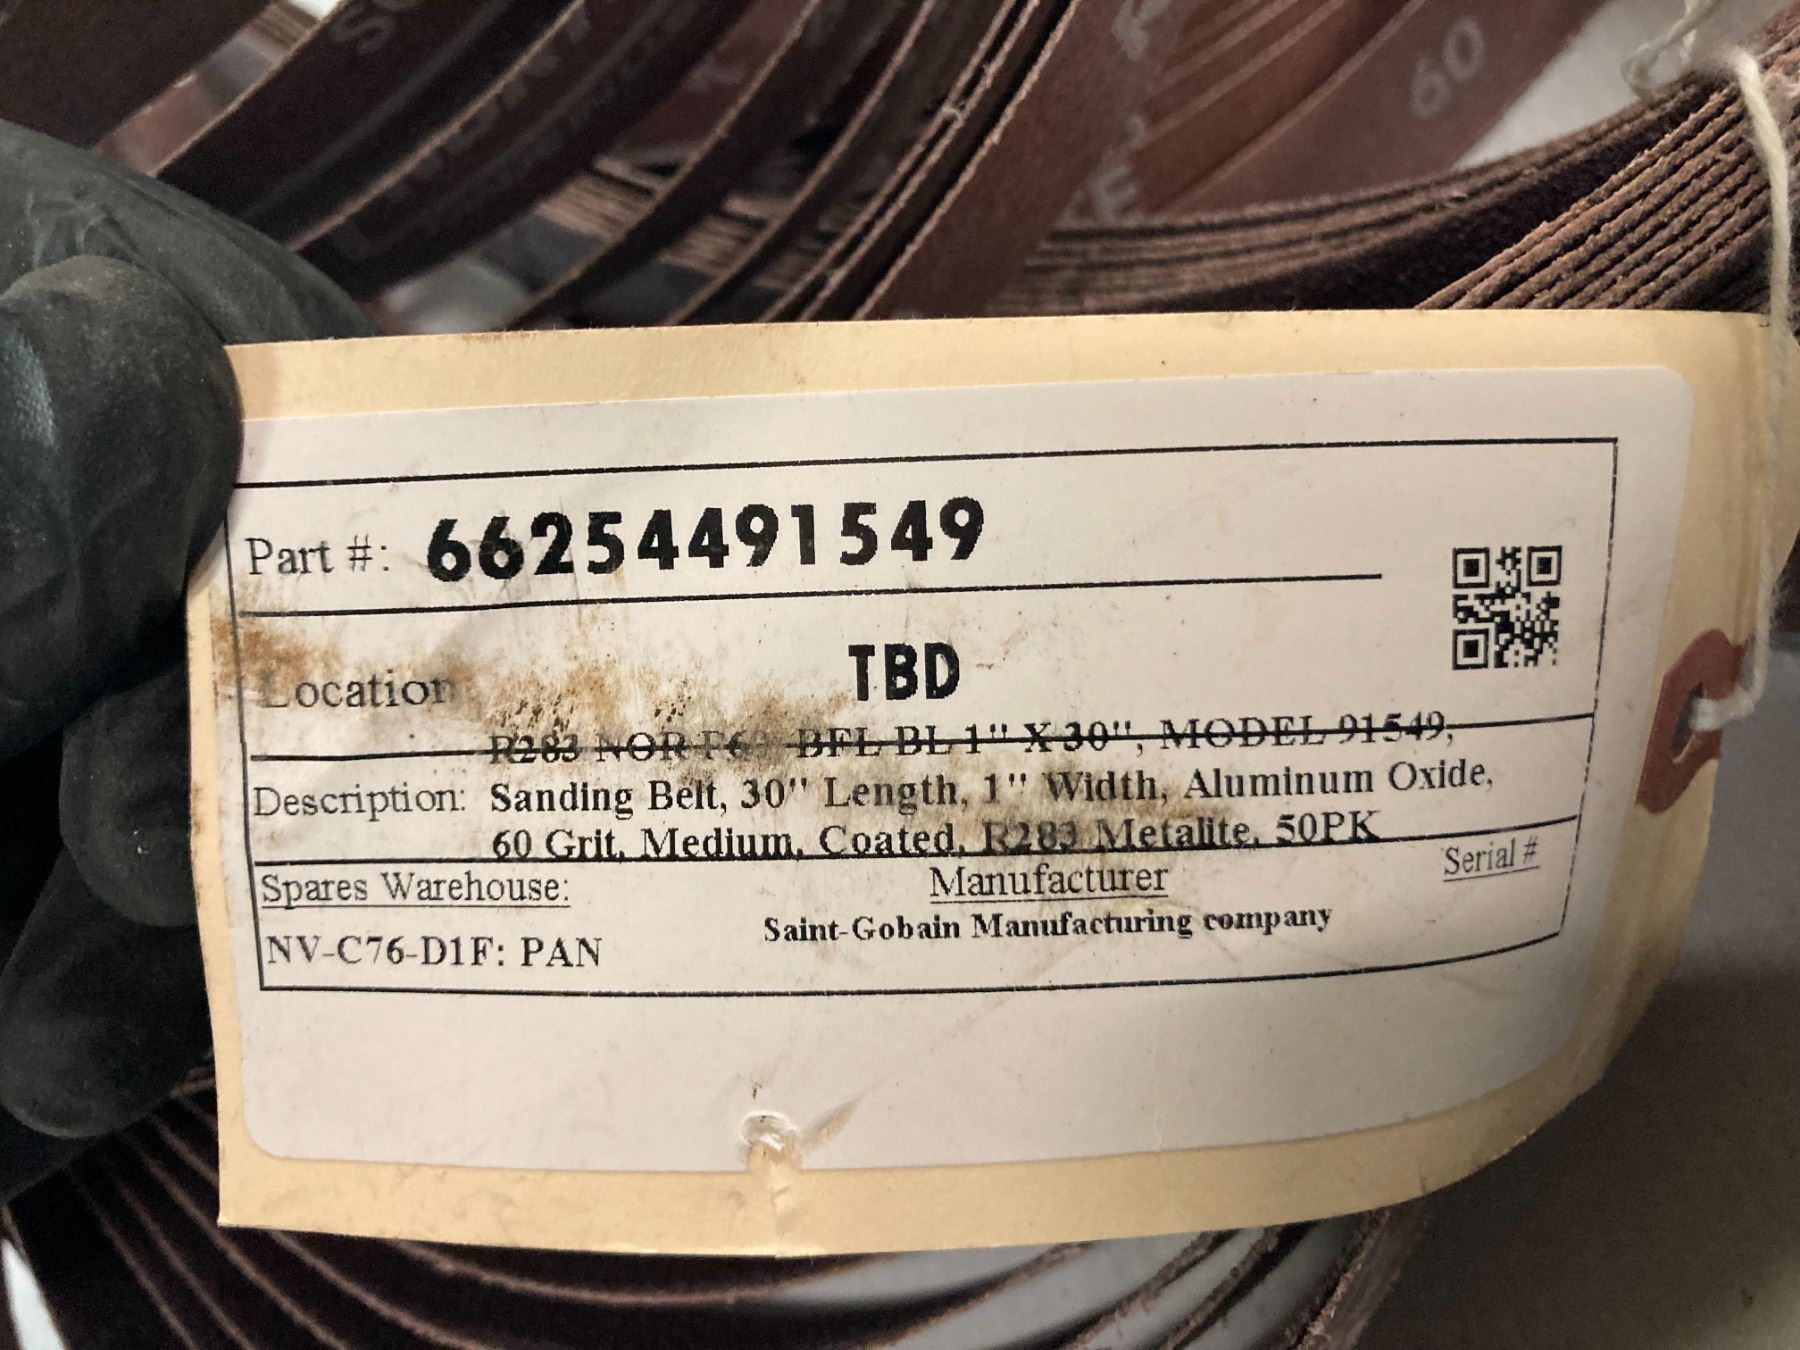 60
Part #: 66254491549
Location TBD
R283 NOR BFL BL 1" X 30", MODEL 91549,
Description: Sanding Belt, 30" Length, 1" Width, Aluminum Oxide,
60 Grit, Medium, Coated, R283 Metalite, 50PK
Spares Warehouse: Manufacturer Serial #
Saint-Gobain Manufacturing company
NV-C76-D1F: PAN